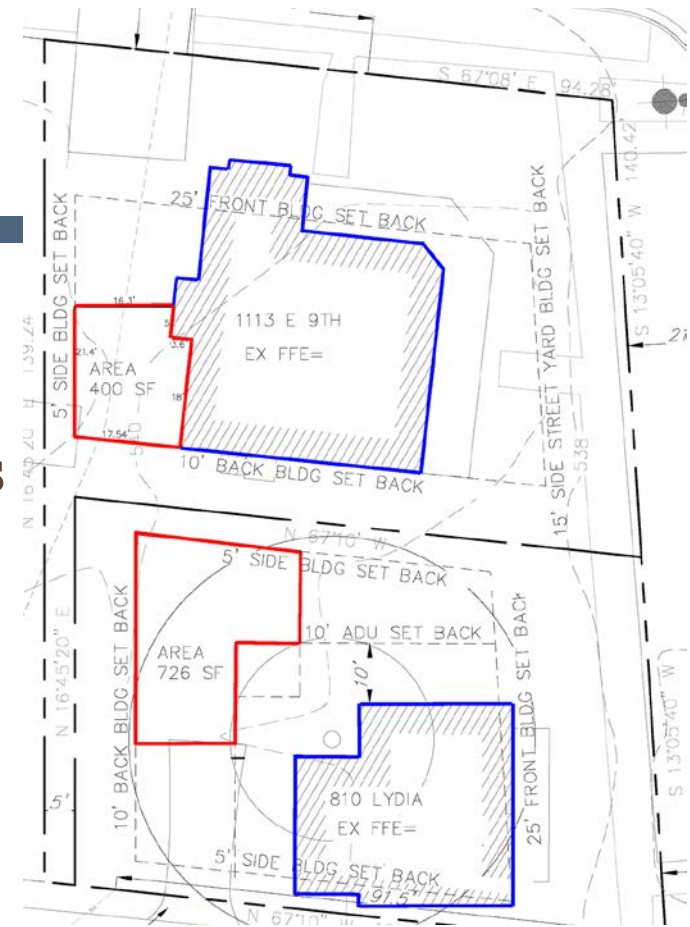 S 67°08' E 94.28'
S 13°05'40" W 140.42'
25' FRONT BLDG SET BACK
5' SIDE BLDG SET BACK
15' SIDE STREET YARD BLDG SET BACK
16.3'
1113 E 9TH
EX FFE=
5'
3.6'
21.4'
AREA
400 SF
18'
17.54'
540
538
10' BACK BLDG SET BACK
N 67°10' W
5' SIDE BLDG SET BACK
10' ADU SET BACK
N 16°45'20" E
AREA
726 SF
10'
10' BACK BLDG SET BACK
25' FRONT BLDG SET BACK
S 13°05'40" W
810 LYDIA
EX FFE=
5'
5' SIDE BLDG SET BACK
91.5'
N 67°10' W